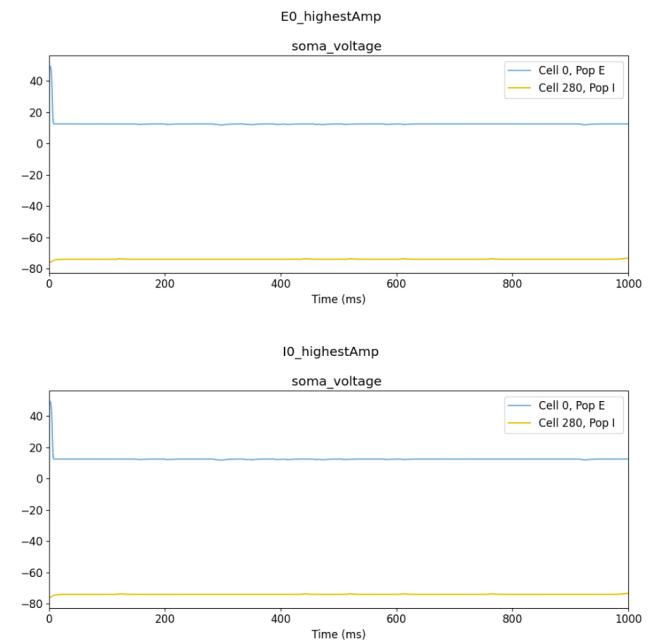 E0_highestAmp
soma_voltage
Cell 0, Pop E
Cell 280, Pop I
40
20
0
−20
−40
−60
−80
0 200 400 600 800 1000
Time (ms)
I0_highestAmp
soma_voltage
Cell 0, Pop E
Cell 280, Pop I
40
20
0
−20
−40
−60
−80
0 200 400 600 800 1000
Time (ms)